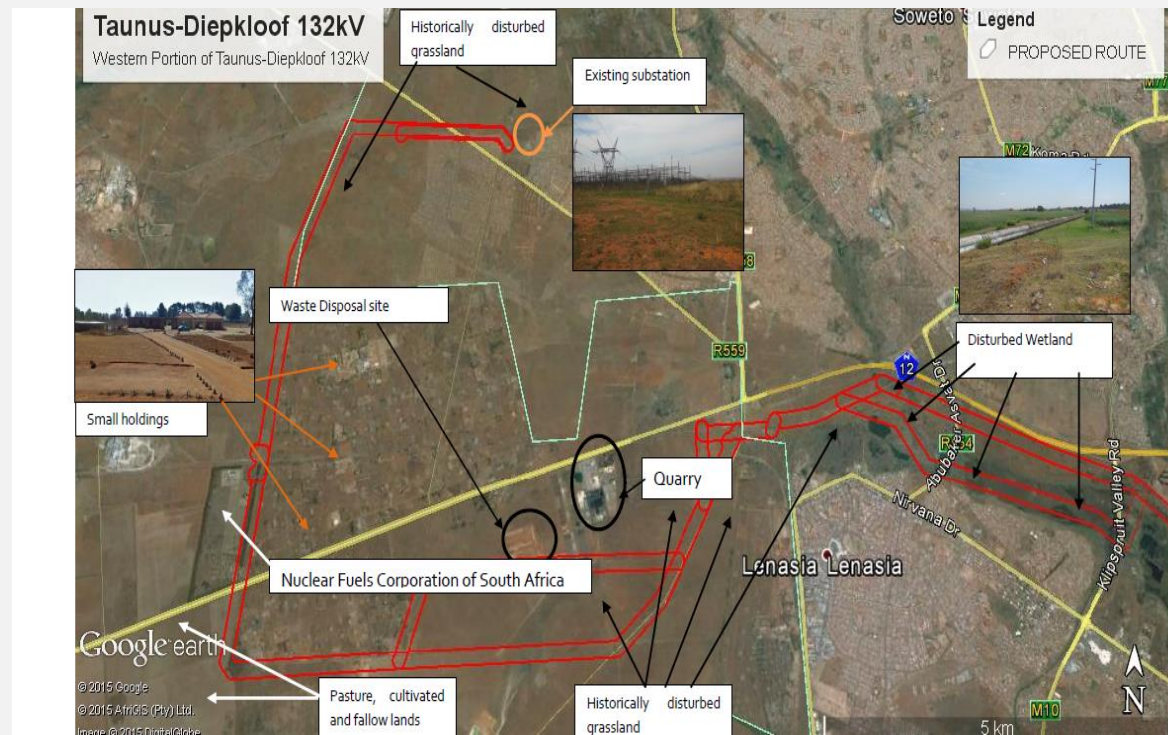 Taunus-Diepkloof 132kV
Western Portion of Taunus-Diepkloof 132kV
Historically disturbed
grassland
Existing substation
Soweto
Legend
PROPOSED ROUTE
M77
M72
Waste Disposal site
Small holdings
R559
12
Disturbed Wetland
Abubaker Asvat Dr
Klipspruit Valley Rd
Nirvana Dr
Quarry
Lenasia Lenasia
Nuclear Fuels Corporation of South Africa
Google earth
© 2015 Google
© 2015 AfriGIS (Pty) Ltd.
Image © 2015 DigitalGlobe
Pasture, cultivated
and fallow lands
Historically disturbed
grassland
M10
5 km
N